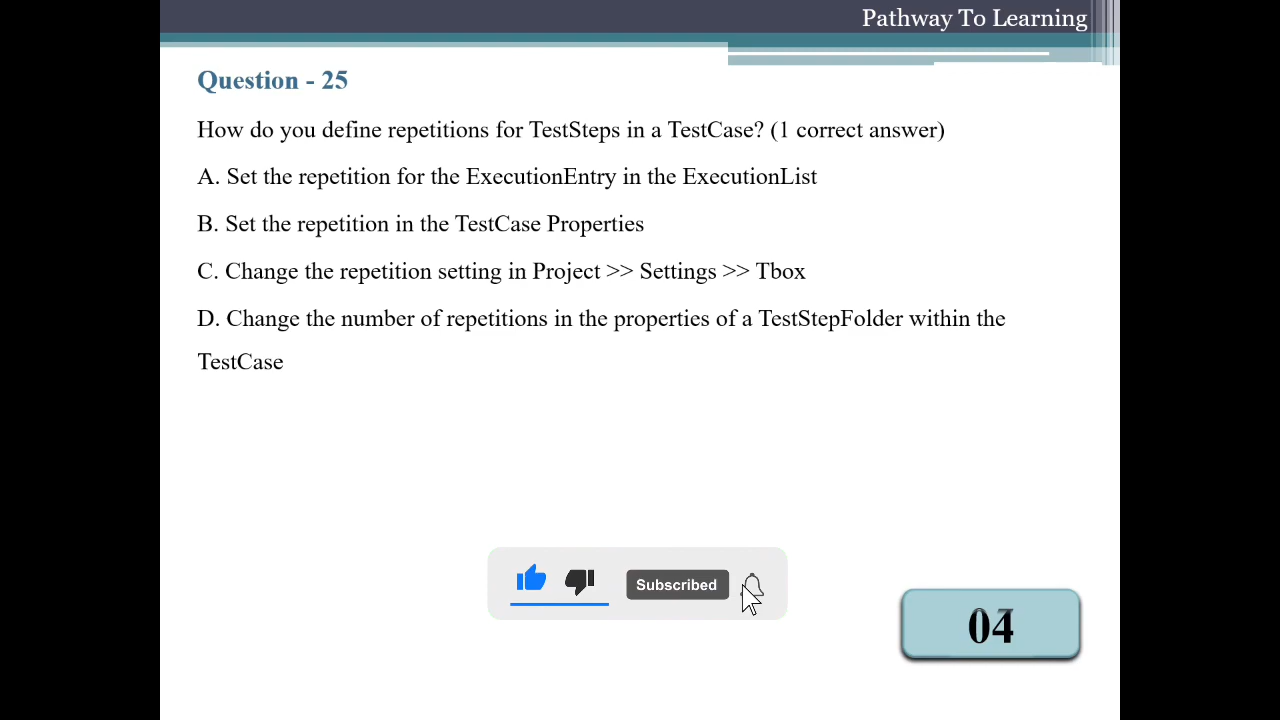 Pathway To Learning
Question - 25
How do you define repetitions for TestSteps in a TestCase? (1 correct answer)
A. Set the repetition for the ExecutionEntry in the ExecutionList
B. Set the repetition in the TestCase Properties
C. Change the repetition setting in Project >> Settings >> Tbox
D. Change the number of repetitions in the properties of a TestStepFolder within the
TestCase
Subscribed
04